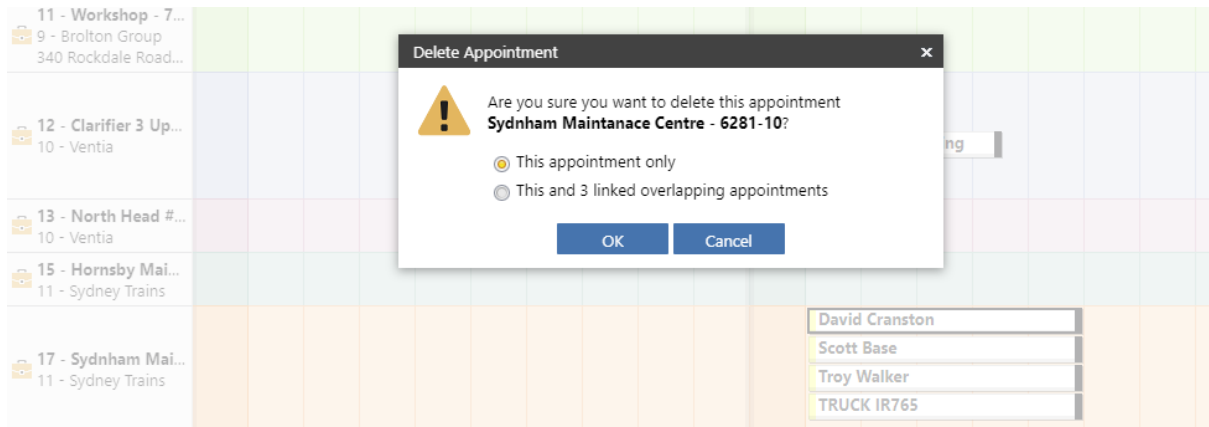 11 - Workshop - 7...
9 - Brolton Group
340 Rockdale Road...
Delete Appointment
x
Are you sure you want to delete this appointment
Sydnham Maintanace Centre - 6281-10?
This appointment only
This and 3 linked overlapping appointments
OK Cancel
12 - Clarifier 3 Up...
10 - Ventia
ng
13 - North Head #...
10 - Ventia
15 - Hornsby Mai...
11 - Sydney Trains
17 - Sydnham Mai...
11 - Sydney Trains
David Cranston
Scott Base
Troy Walker
TRUCK IR765